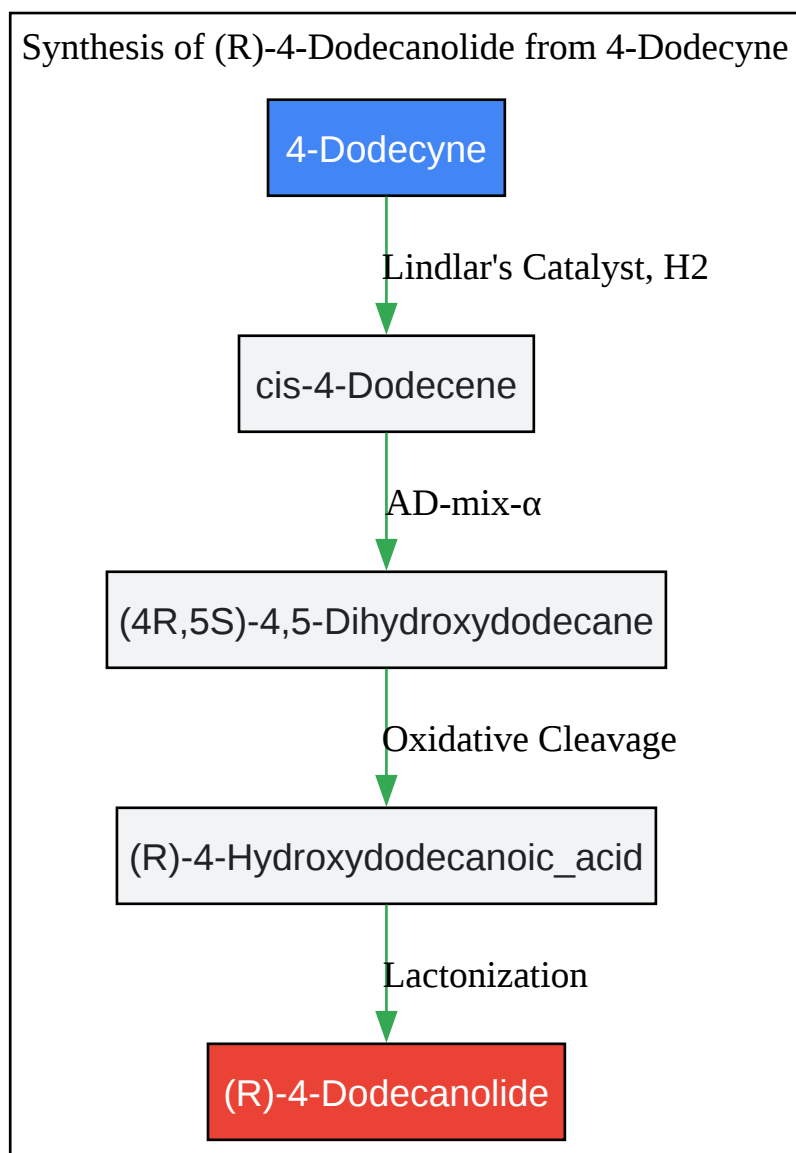 Synthesis of (R)-4-Dodecanolide from 4-Dodecyne
4-Dodecyne
Lindlar's Catalyst, H2
cis-4-Dodecene
AD-mix-α
(4R,5S)-4,5-Dihydroxydodecane
Oxidative Cleavage
(R)-4-Hydroxydodecanoic_acid
Lactonization
(R)-4-Dodecanolide